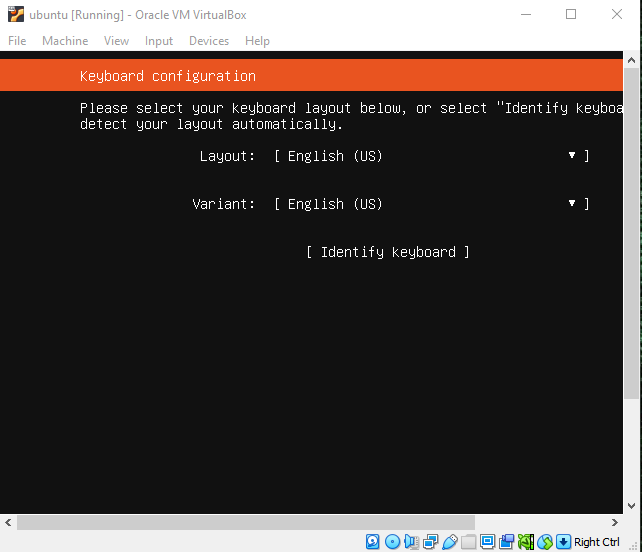 ubuntu [Running] - Oracle VM VirtualBox
File Machine View Input Devices Help
Keyboard configuration
Please select your keyboard layout below, or select "Identify keyboa
detect your layout automatically.
Layout: [ English (US) ▼ ]
Variant: [ English (US) ▼ ]
[ Identify keyboard ]
Right Ctrl